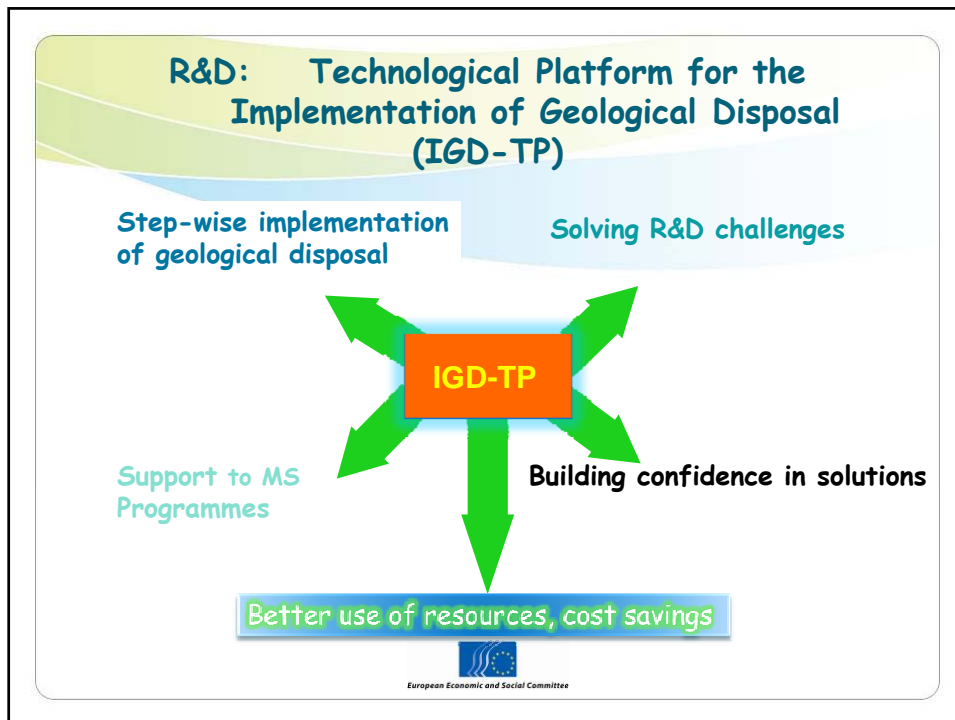 R&D: Technological Platform for the
Implementation of Geological Disposal
(IGD-TP)
Step-wise implementation
of geological disposal
Solving R&D challenges
IGD-TP
Support to MS
Programmes
Building confidence in solutions
Better use of resources, cost savings
European Economic and Social Committee